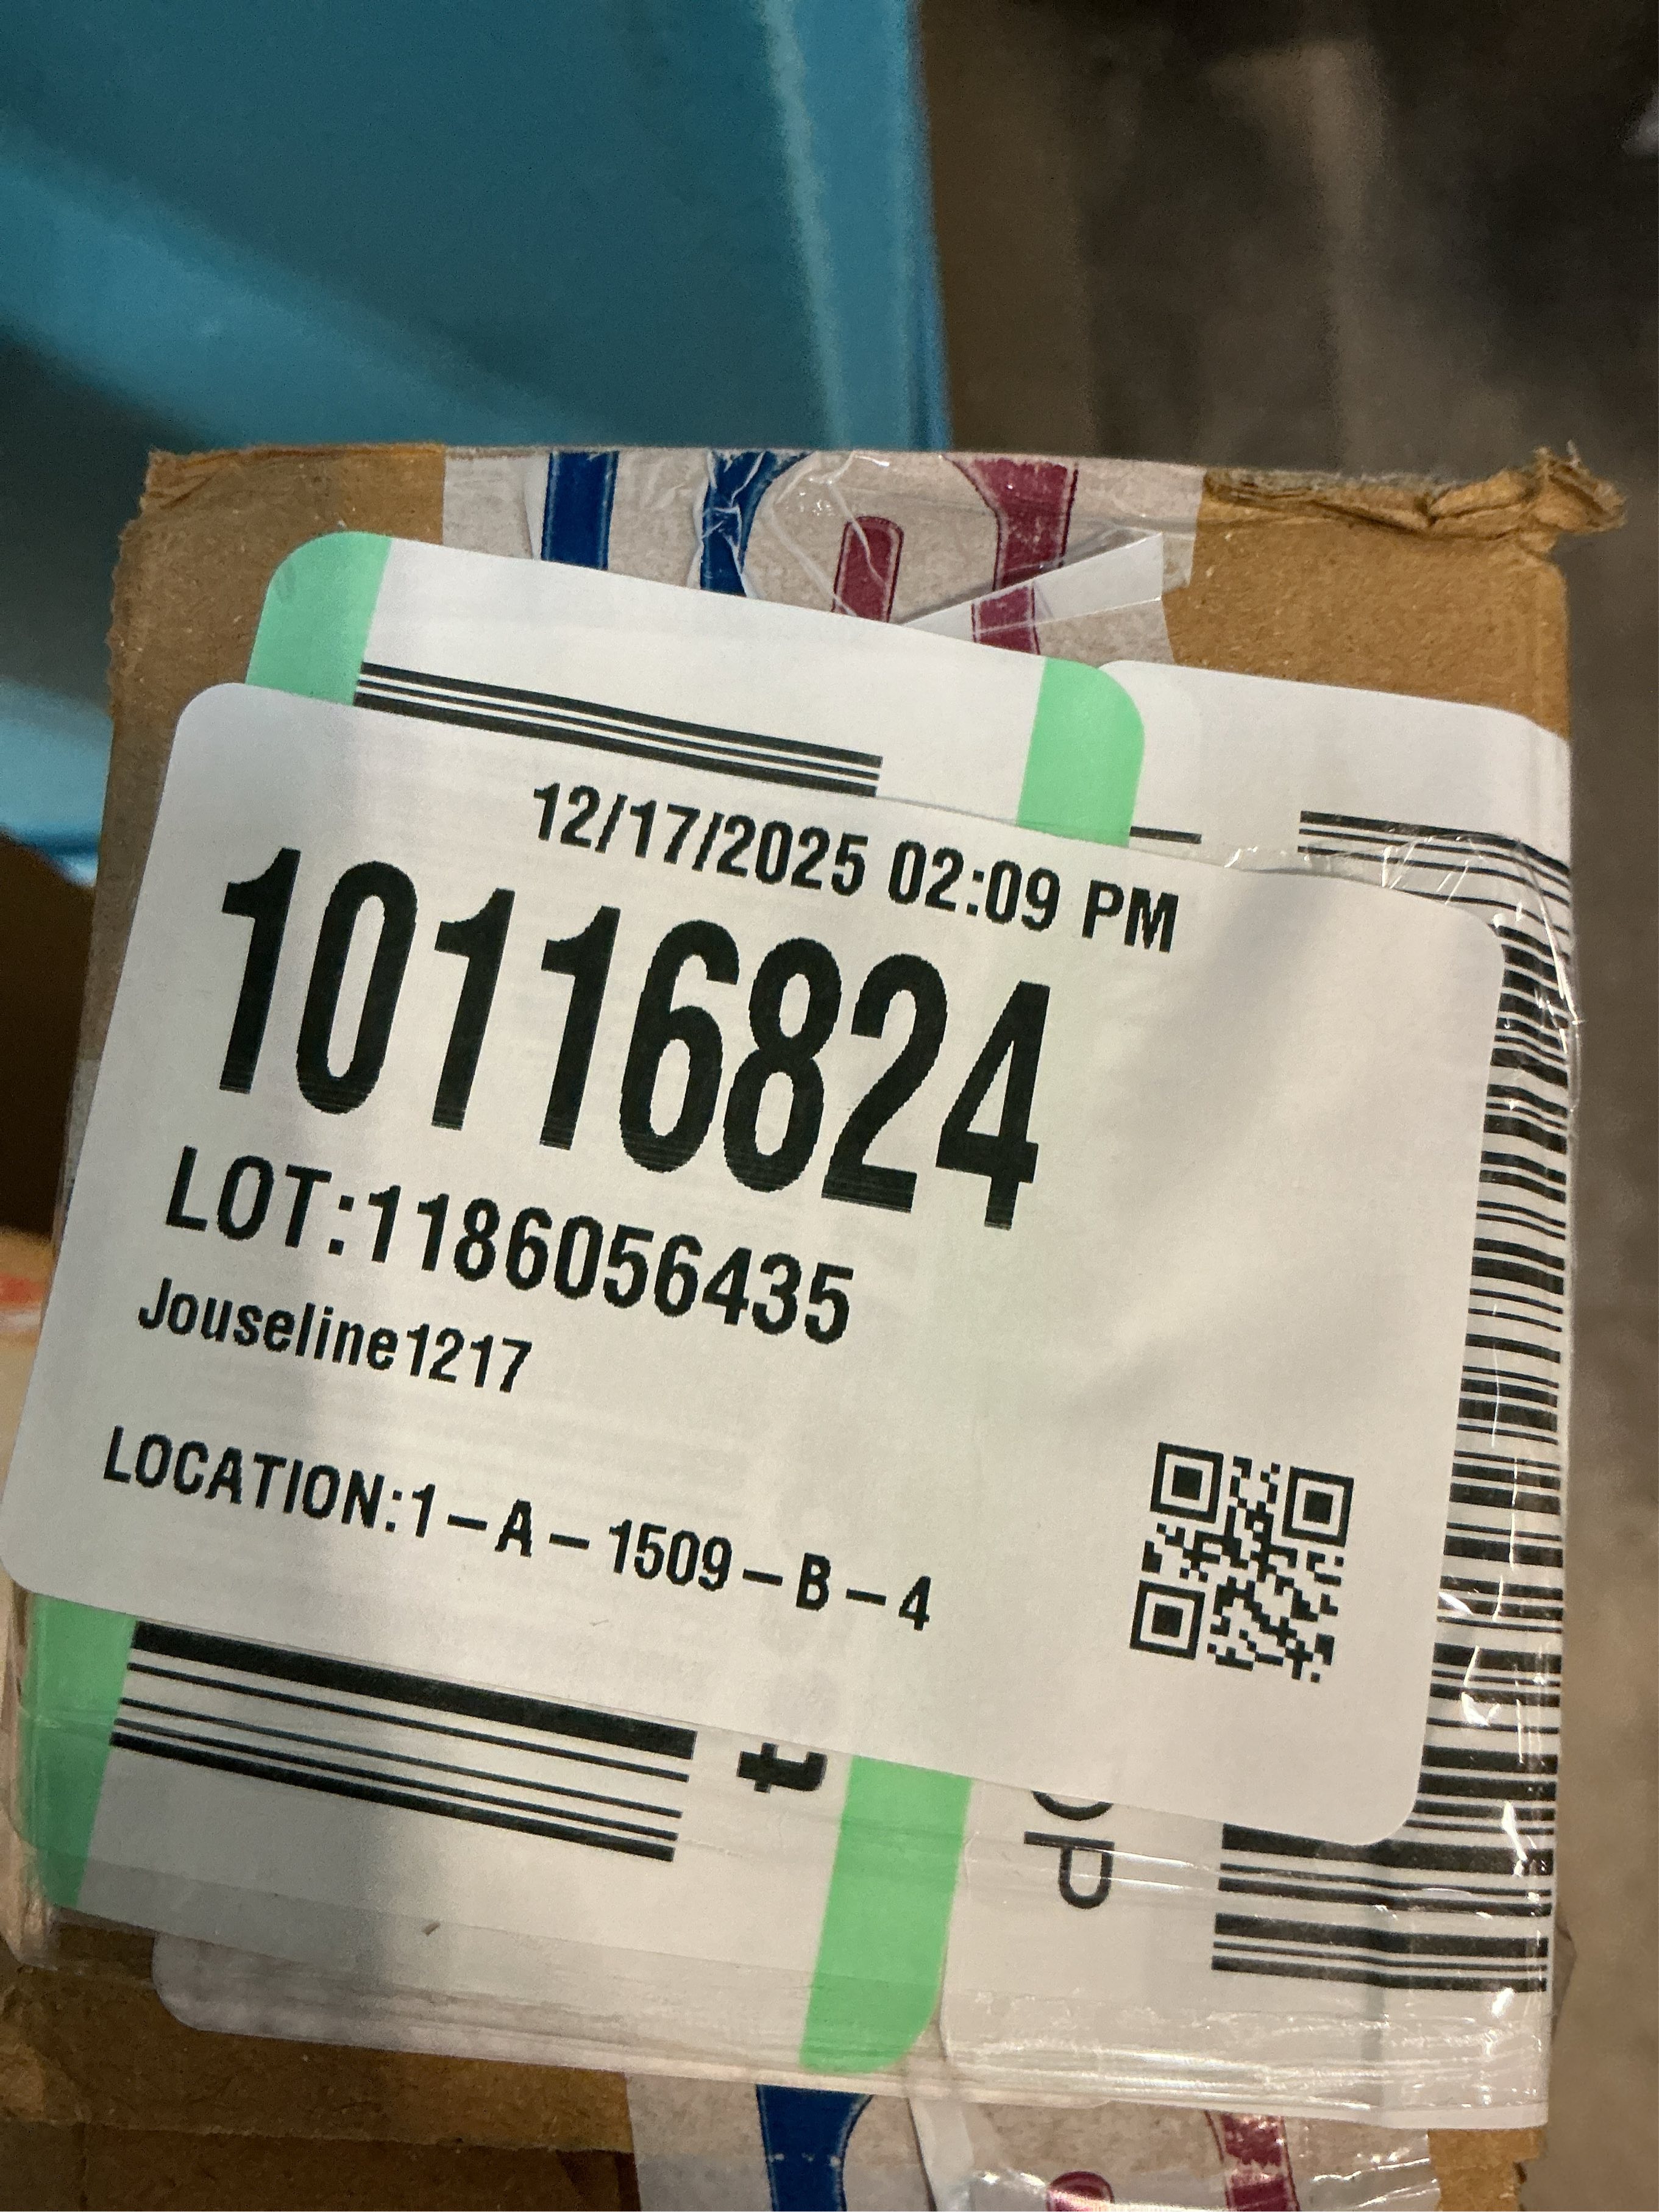 12/17/2025 02:09 PM
10116824
LOT:1186056435
Jouseline1217
LOCATION:1-A-1509-B-4
t